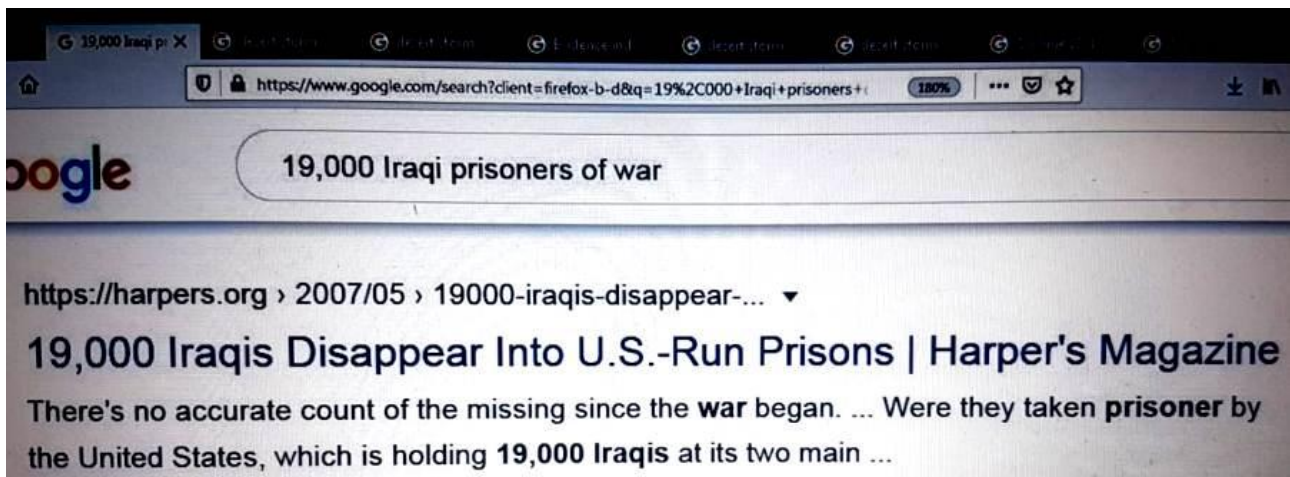 19,000 Iraqi pr
https://www.google.com/search?client=firefox-b-d&q=19%2C000+Iraqi+prisoners+
180%
oogle
19,000 Iraqi prisoners of war
https://harpers.org › 2007/05 › 19000-iraqis-disappear-...
19,000 Iraqis Disappear Into U.S.-Run Prisons | Harper's Magazine
There's no accurate count of the missing since the war began. ... Were they taken prisoner by
the United States, which is holding 19,000 Iraqis at its two main ...